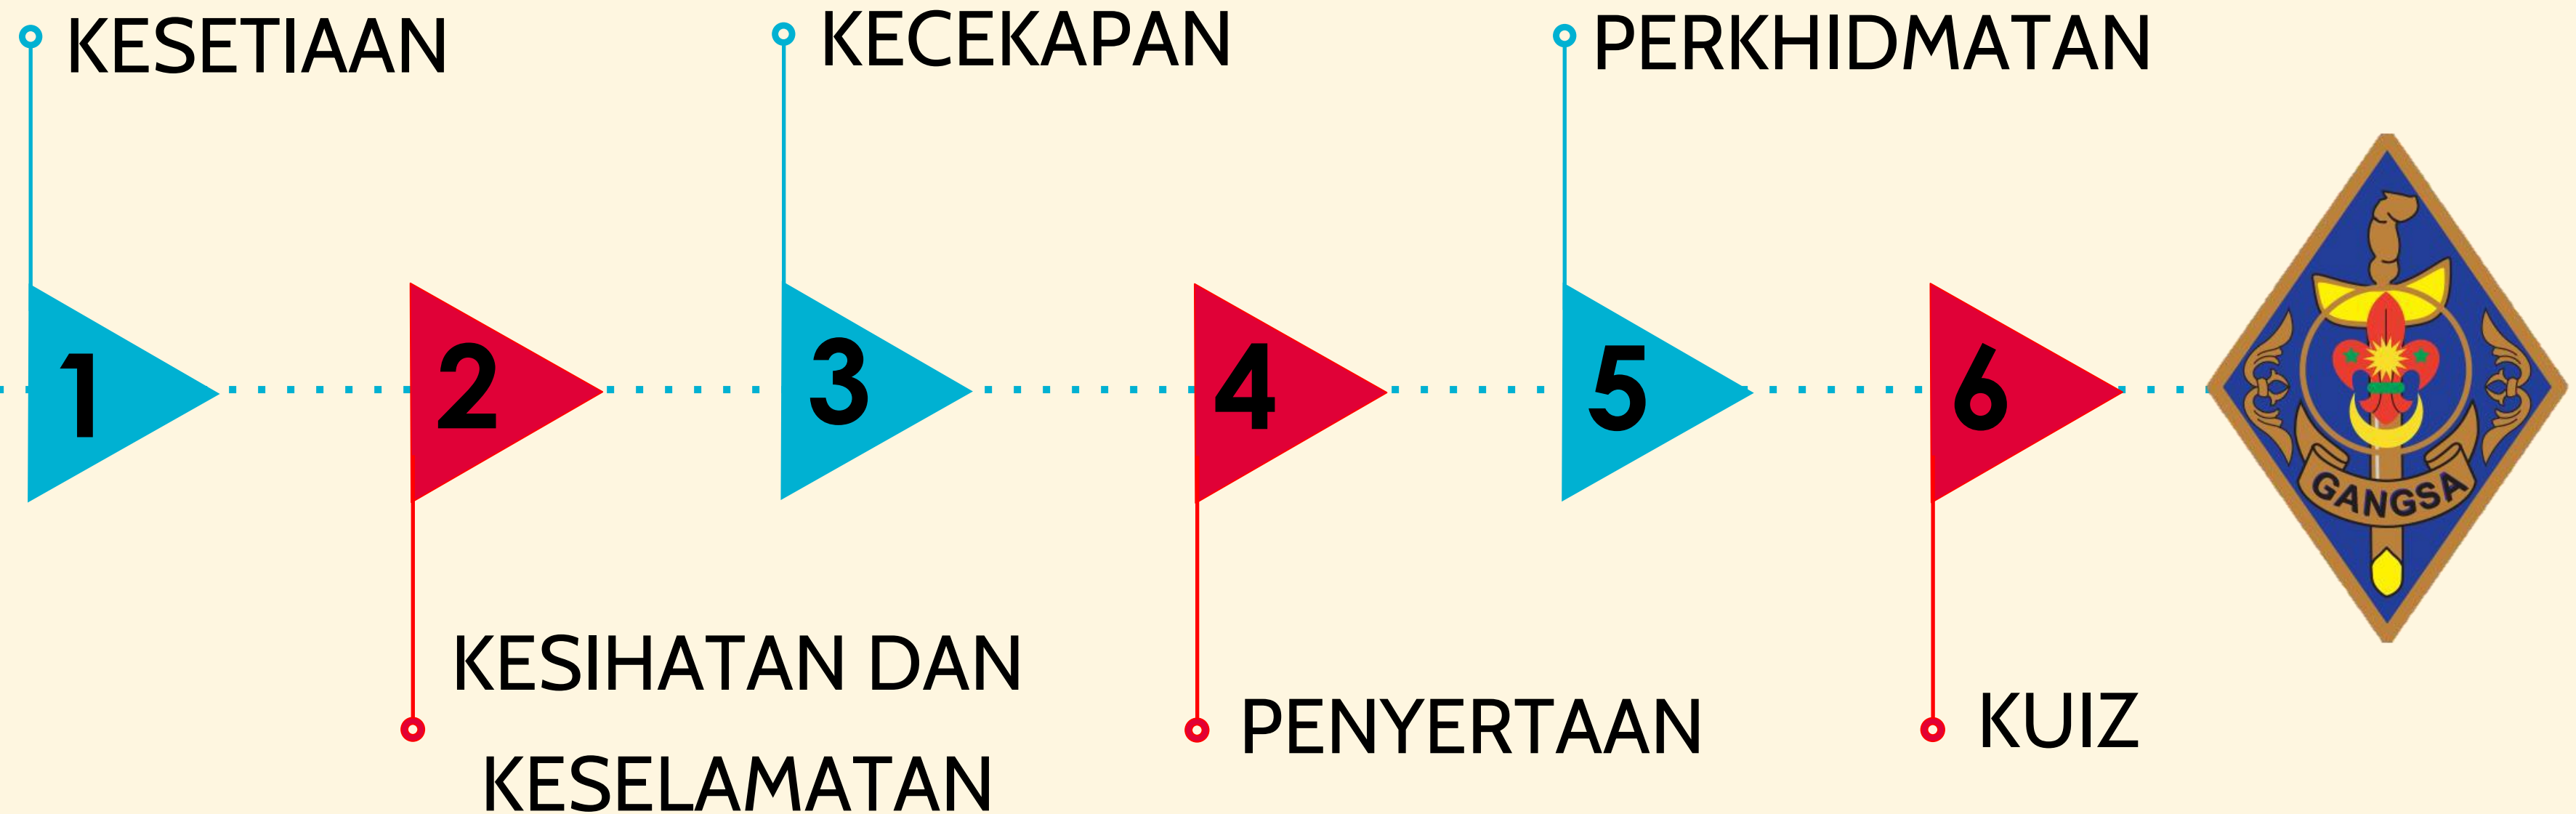 KESETIAAN
KECEKAPAN
PERKHIDMATAN
1
2
3
4
5
6
GANGSA
KESIHATAN DAN
KESELAMATAN
PENYERTAAN
KUIZ